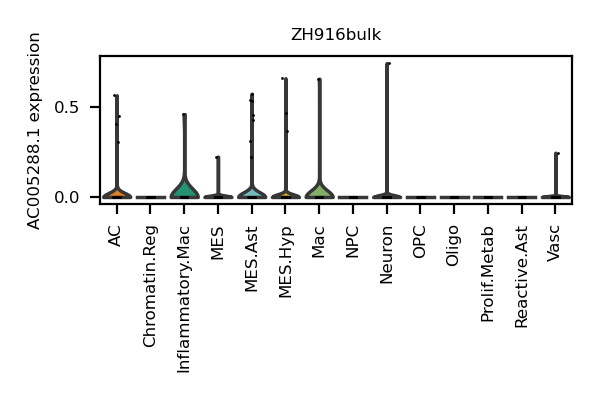 ZH916bulk
AC005288.1 expression
0.5
0.0
AC
Chromatin.Reg
Inflammatory.Mac
MES
MES.Ast
MES.Hyp
Mac
NPC
Neuron
OPC
Oligo
Prolif.Metab
Reactive.Ast
Vasc